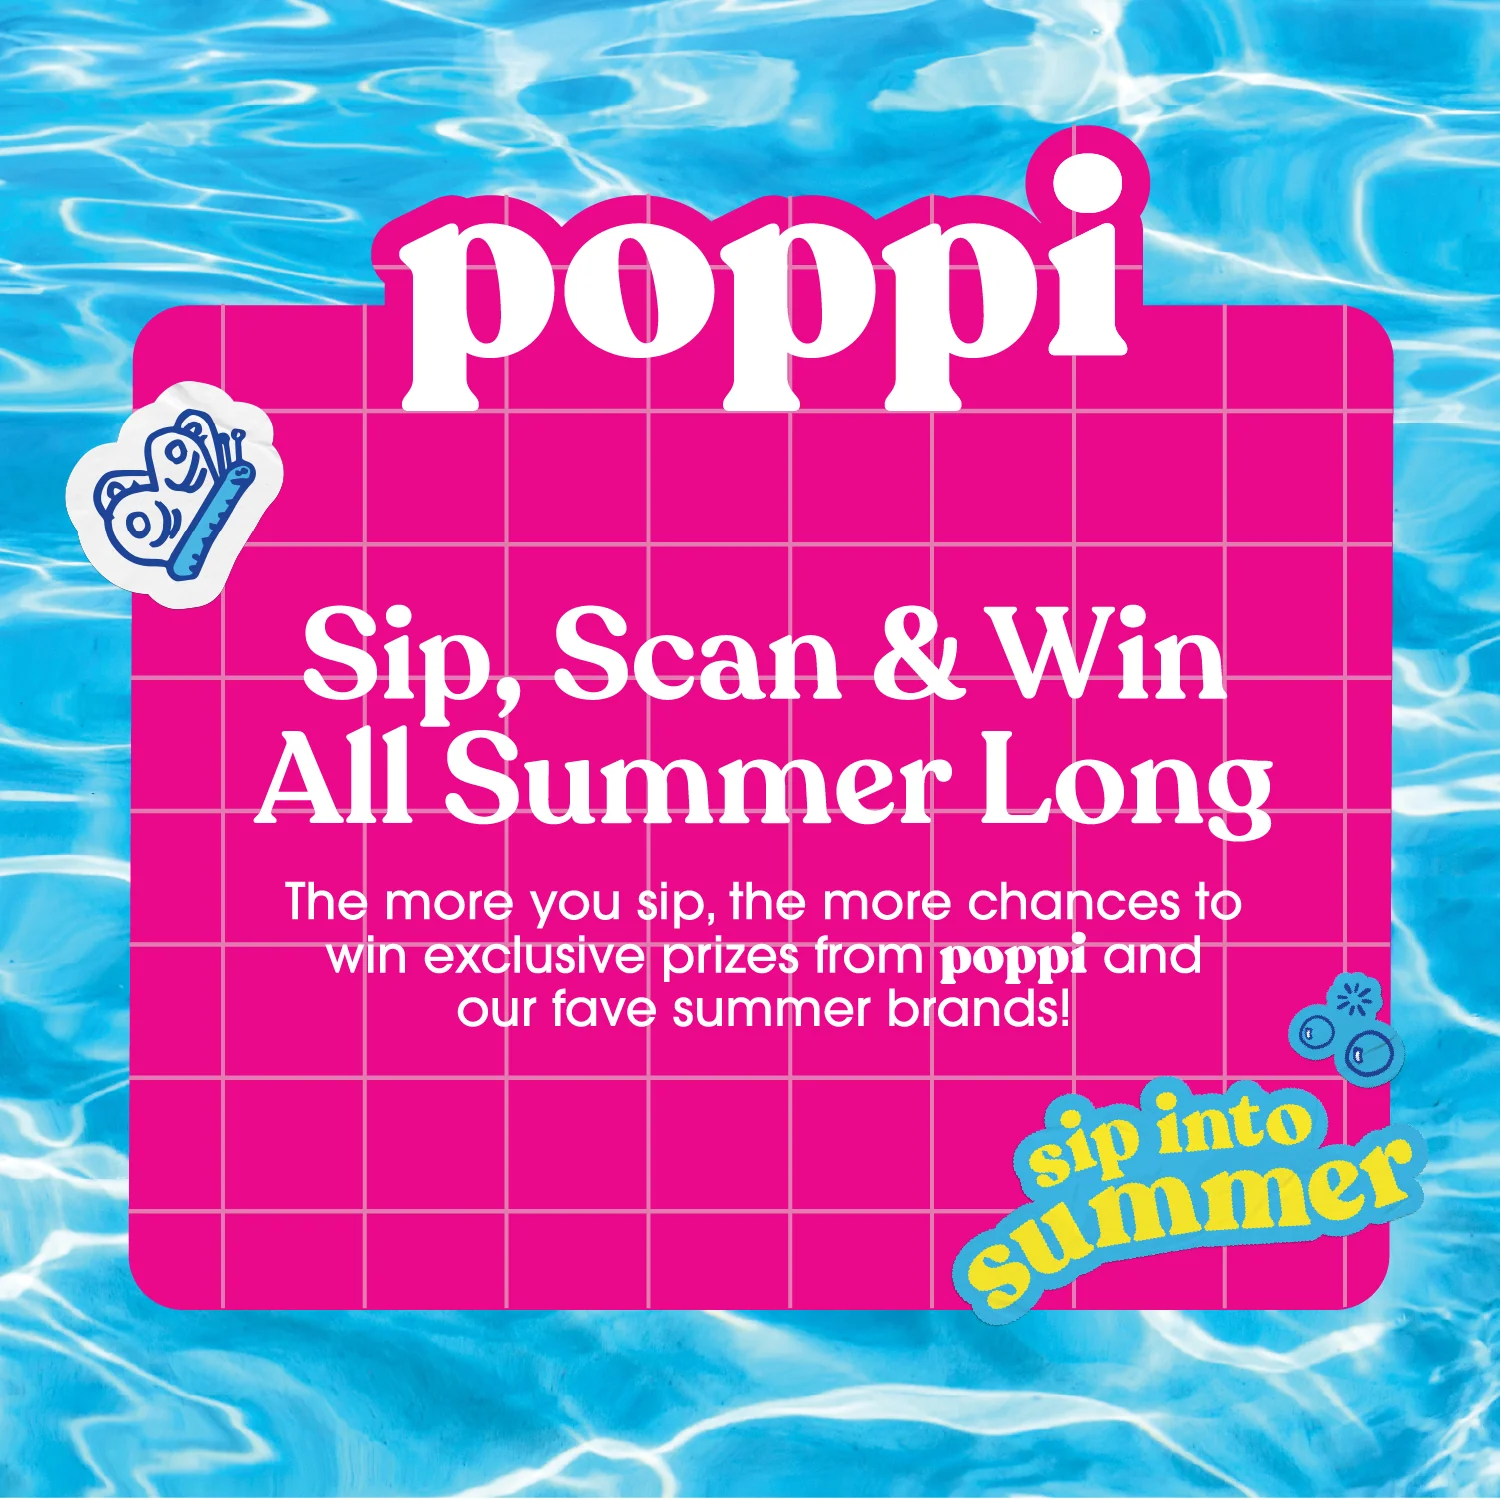 poppi
Sip, Scan & Win
All Summer Long
The more you sip, the more chances to
win exclusive prizes from poppi and
our fave summer brands!
sip into
summer